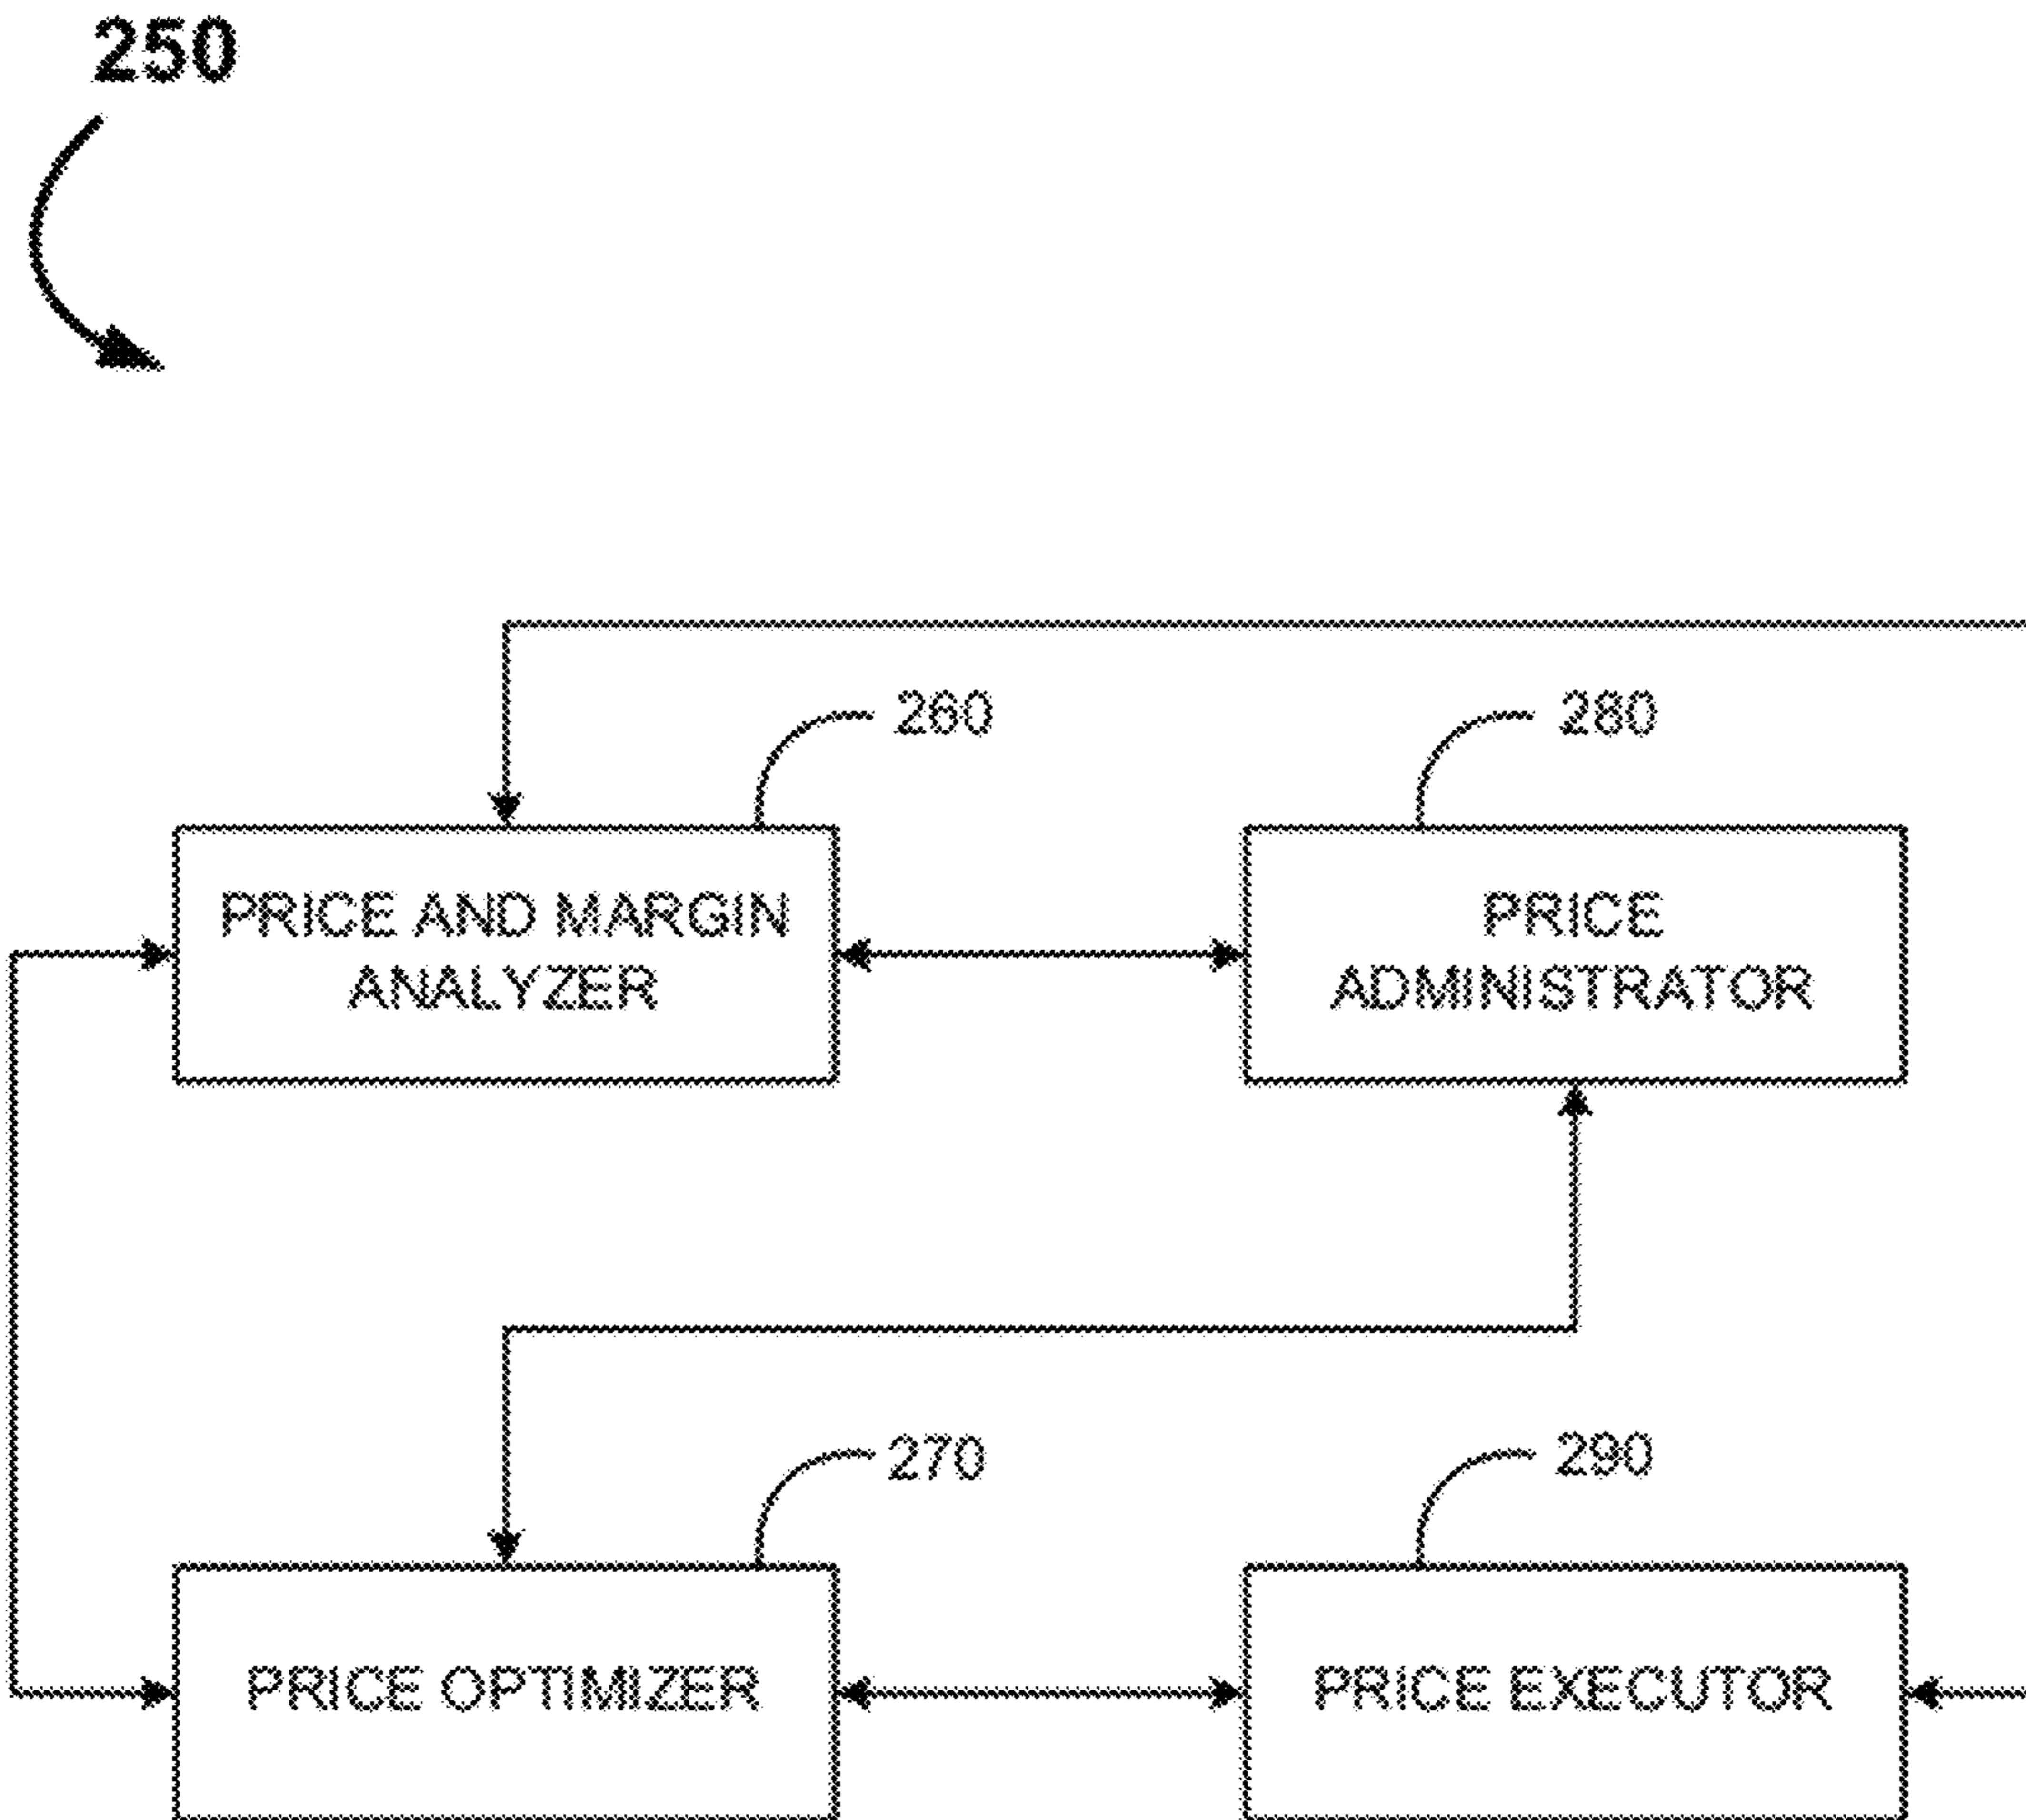 250
260
280
PRICE AND MARGIN
ANALYZER
PRICE
ADMINISTRATOR
270
290
PRICE OPTIMIZER
PRICE EXECUTOR